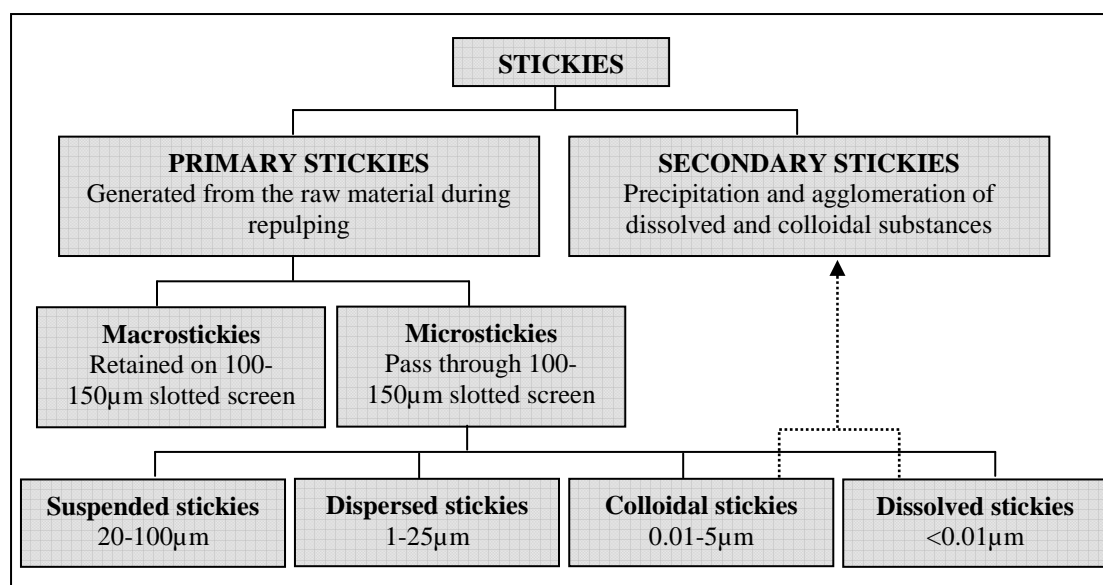 STICKIES
PRIMARY STICKIES
Generated from the raw material during
repulping
SECONDARY STICKIES
Precipitation and agglomeration of
dissolved and colloidal substances
Macrostickies
Retained on 100-
150µm slotted screen
Microstickies
Pass through 100-
150µm slotted screen
Suspended stickies
20-100µm
Dispersed stickies
1-25µm
Colloidal stickies
0.01-5µm
Dissolved stickies
<0.01µm